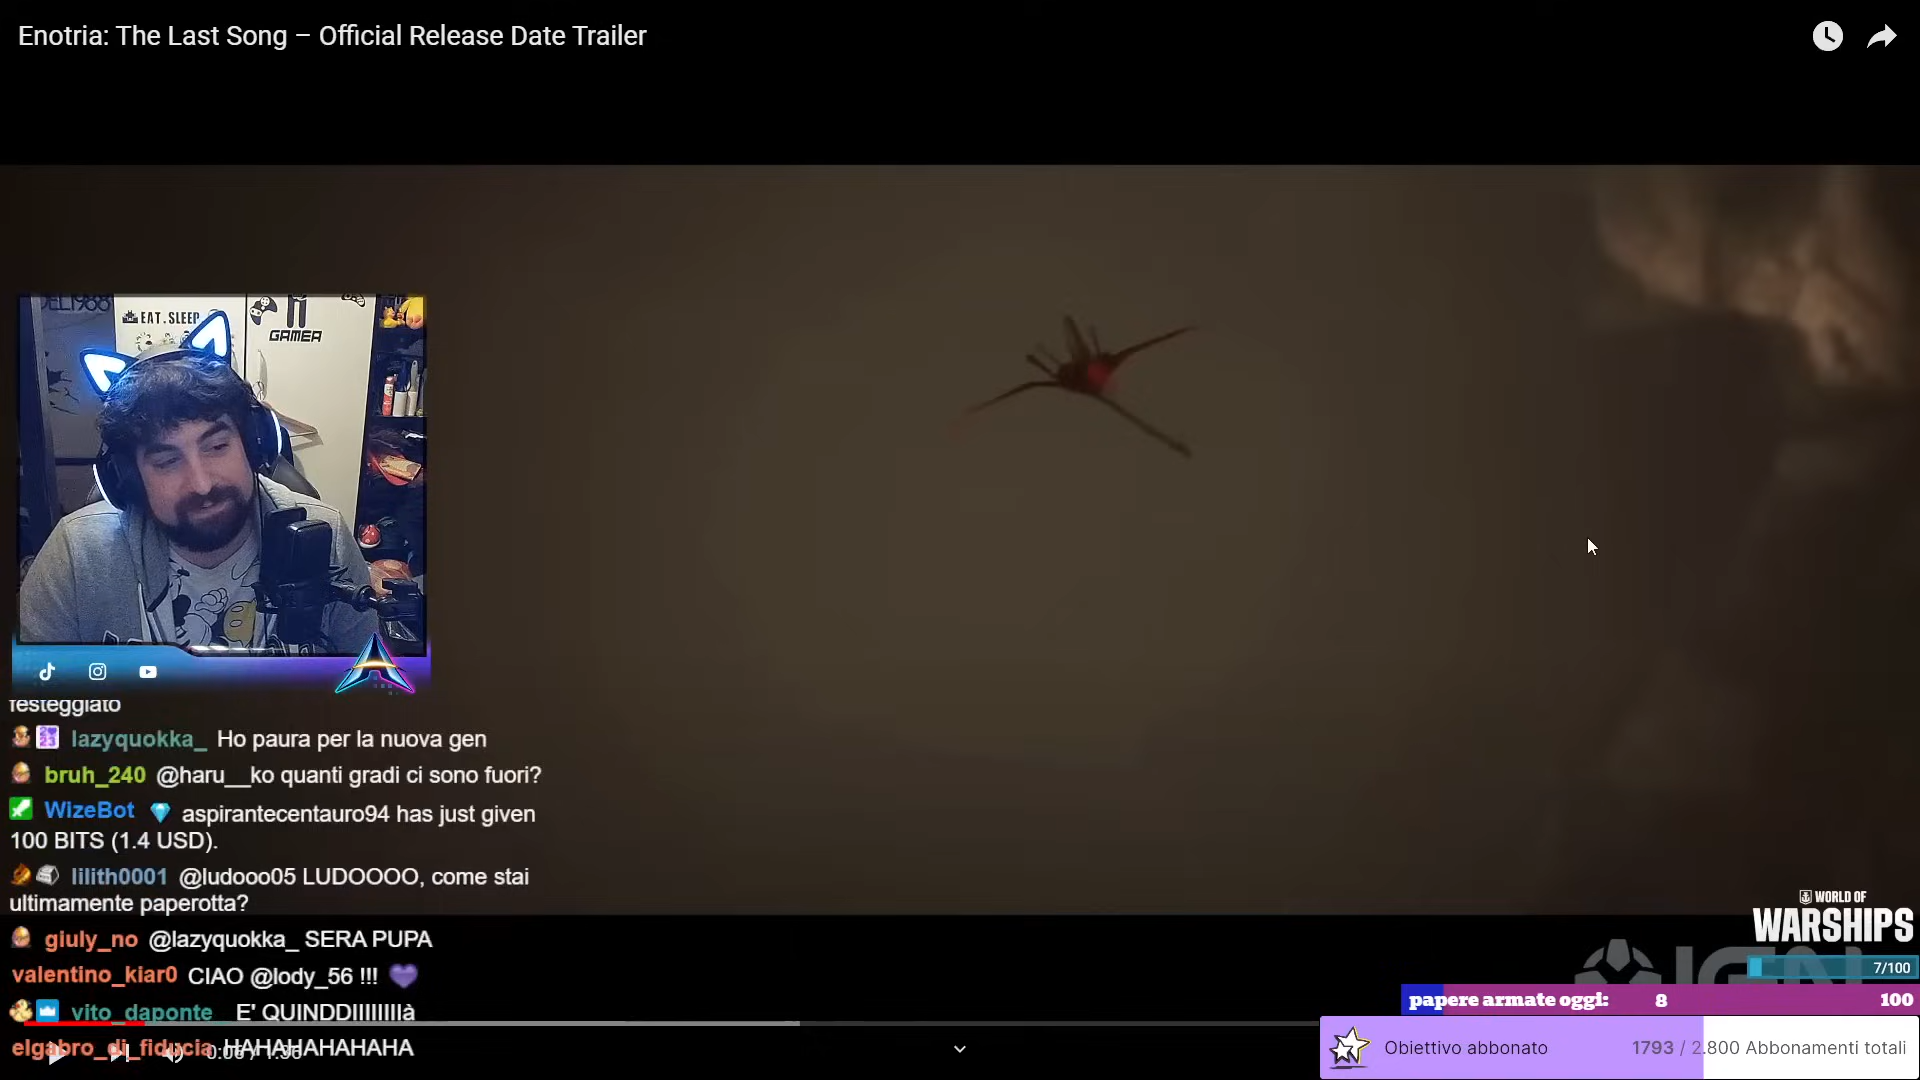 Enotria: The Last Song – Official Release Date Trailer
EAT.SLEEP
GAMER
festeggiato
lazyquokka_ Ho paura per la nuova gen
bruh_240 @haru__ko quanti gradi ci sono fuori?
WizeBot aspirantecentauro94 has just given
100 BITS (1.4 USD).
lilith0001 @ludooo05 LUDOOOO, come stai
ultimamente paperotta?
giuly_no @lazyquokka_ SERA PUPA
valentino_kiar0 CIAO @lody_56 !!!
vito_daponte E' QUINDDIIIIIIIIà
elgabro_di_fiducia HAHAHAHAHAHA
WORLD OF
WARSHIPS
IGN
7/100
papere armate oggi: 8 100
Obiettivo abbonato 1793 / 2.800 Abbonamenti totali